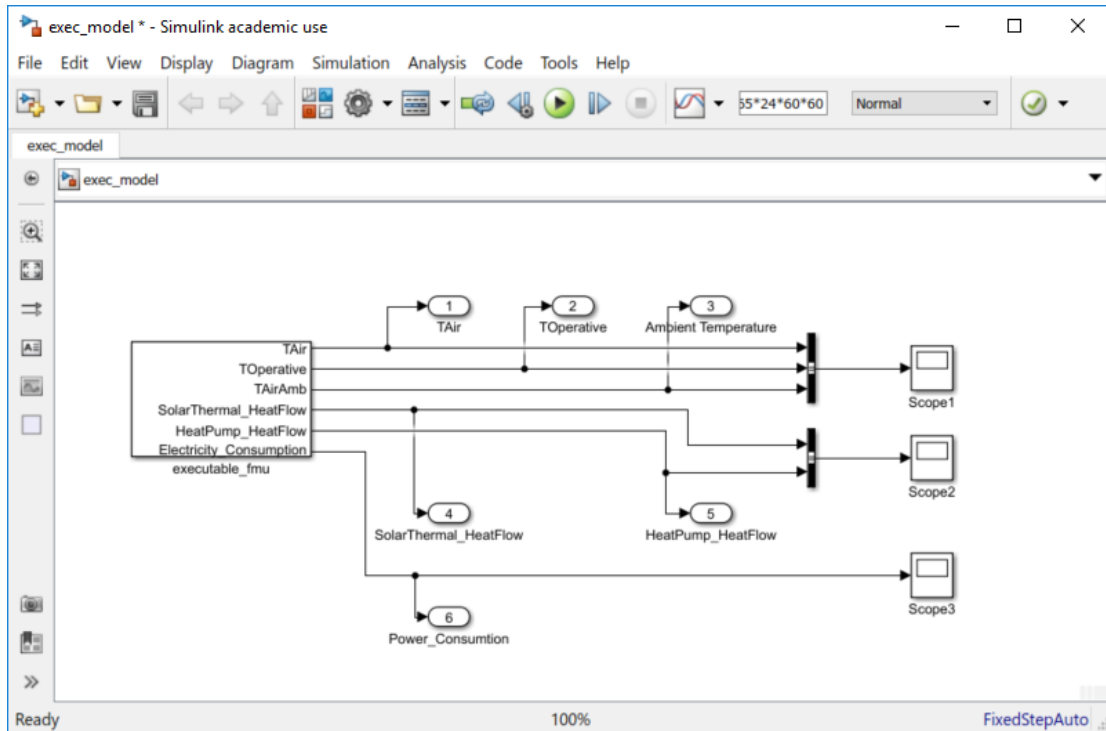 exec_model * - Simulink academic use
File Edit View Display Diagram Simulation Analysis Code Tools Help
55*24*60*60 Normal
exec_model
exec_model
1 2 3
TAir TOperative Ambient Temperature
TAir
TOperative
TAirAmb
SolarThermal_HeatFlow
HeatPump_HeatFlow
Electricity_Consumption
executable_fmu
Scope1
Scope2
4 5
SolarThermal_HeatFlow HeatPump_HeatFlow
Scope3
6
Power_Consumtion
Ready 100% FixedStepAuto